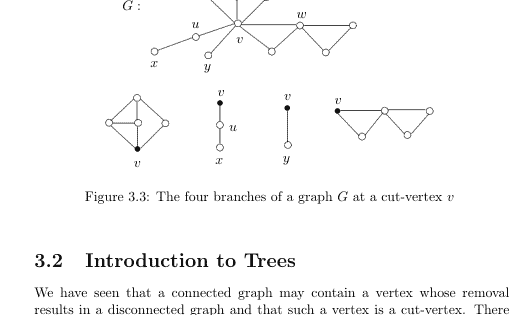 G :
u
w
v
x
y
v
v
v
u
v
x
y
Figure 3.3: The four branches of a graph G at a cut-vertex v
3.2 Introduction to Trees
We have seen that a connected graph may contain a vertex whose removal
results in a disconnected graph and that such a vertex is a cut-vertex. There